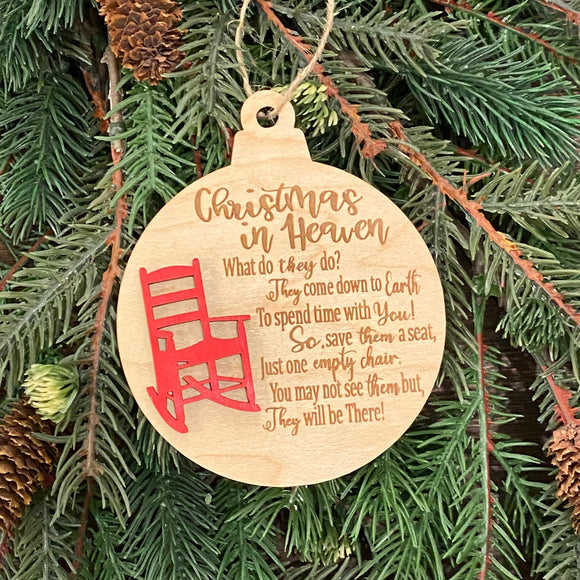 Christmas
in Heaven
What do they do?
They come down to Earth
To spend time with You!
So, save them a seat,
Just one empty chair.
You may not see them but,
They will be There!